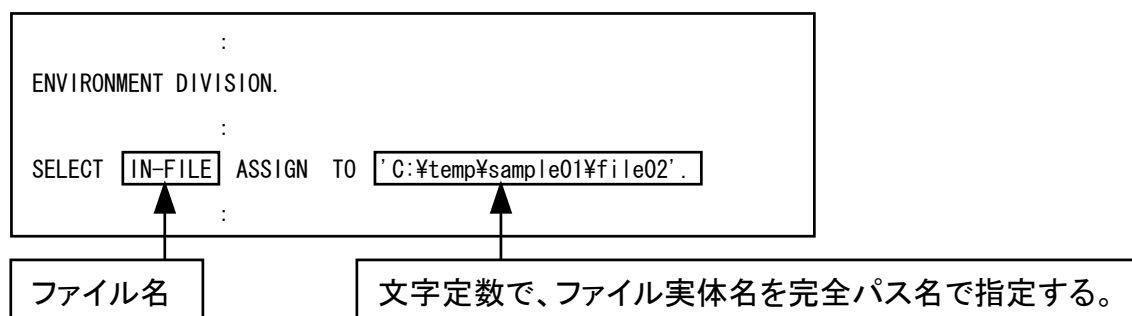 :
ENVIRONMENT DIVISION.
:
SELECT IN-FILE ASSIGN TO 'C:¥temp¥sample01¥file02'.
:
ファイル名
文字定数で、ファイル実体名を完全パス名で指定する。